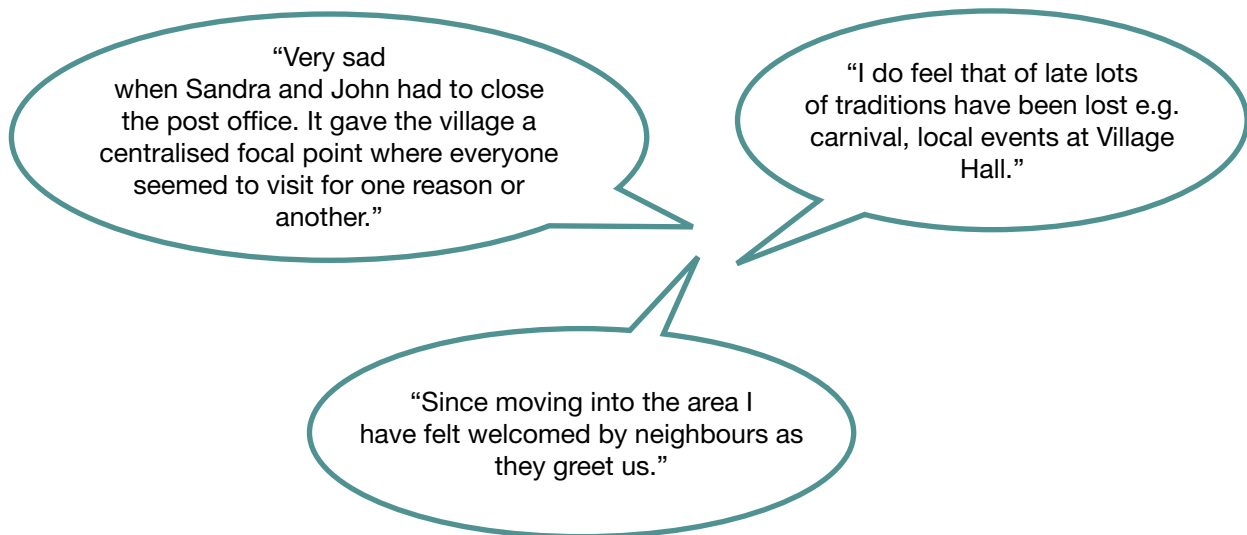 “Very sad
when Sandra and John had to close
the post office. It gave the village a
centralised focal point where everyone
seemed to visit for one reason or
another.”
“I do feel that of late lots
of traditions have been lost e.g.
carnival, local events at Village
Hall.”
“Since moving into the area I
have felt welcomed by neighbours as
they greet us.”